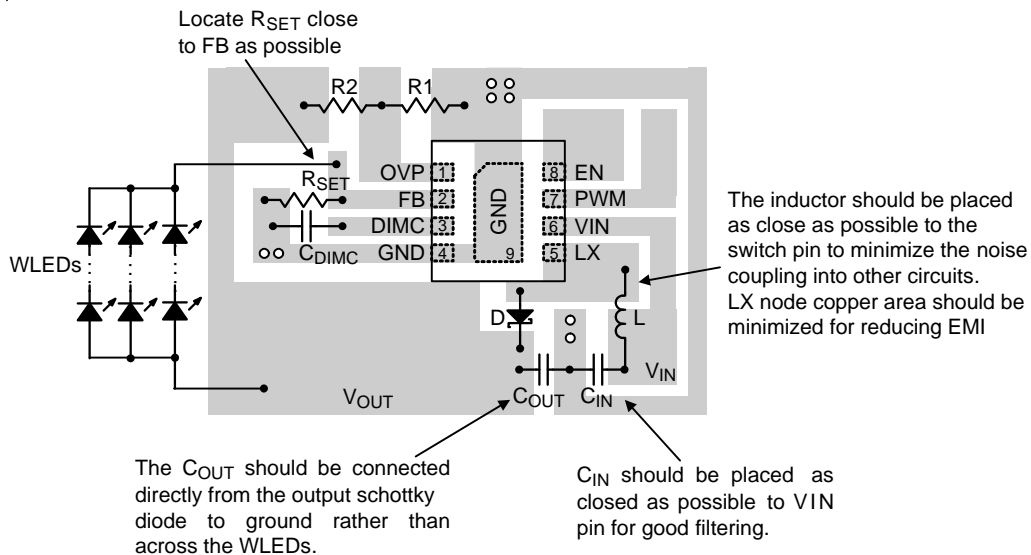 Locate RSET close
to FB as possible
R2 R1
OVP 1 8 EN
RSET
FB 2 7 PWM
GND
DIMC 3 6 VIN
CDIMC
GND 4 9 5 LX
WLEDs
D
L
VIN
VOUT
COUT CIN
The inductor should be placed
as close as possible to the
switch pin to minimize the noise
coupling into other circuits.
LX node copper area should be
minimized for reducing EMI
The COUT should be connected
directly from the output schottky
diode to ground rather than
across the WLEDs.
CIN should be placed as
closed as possible to VIN
pin for good filtering.